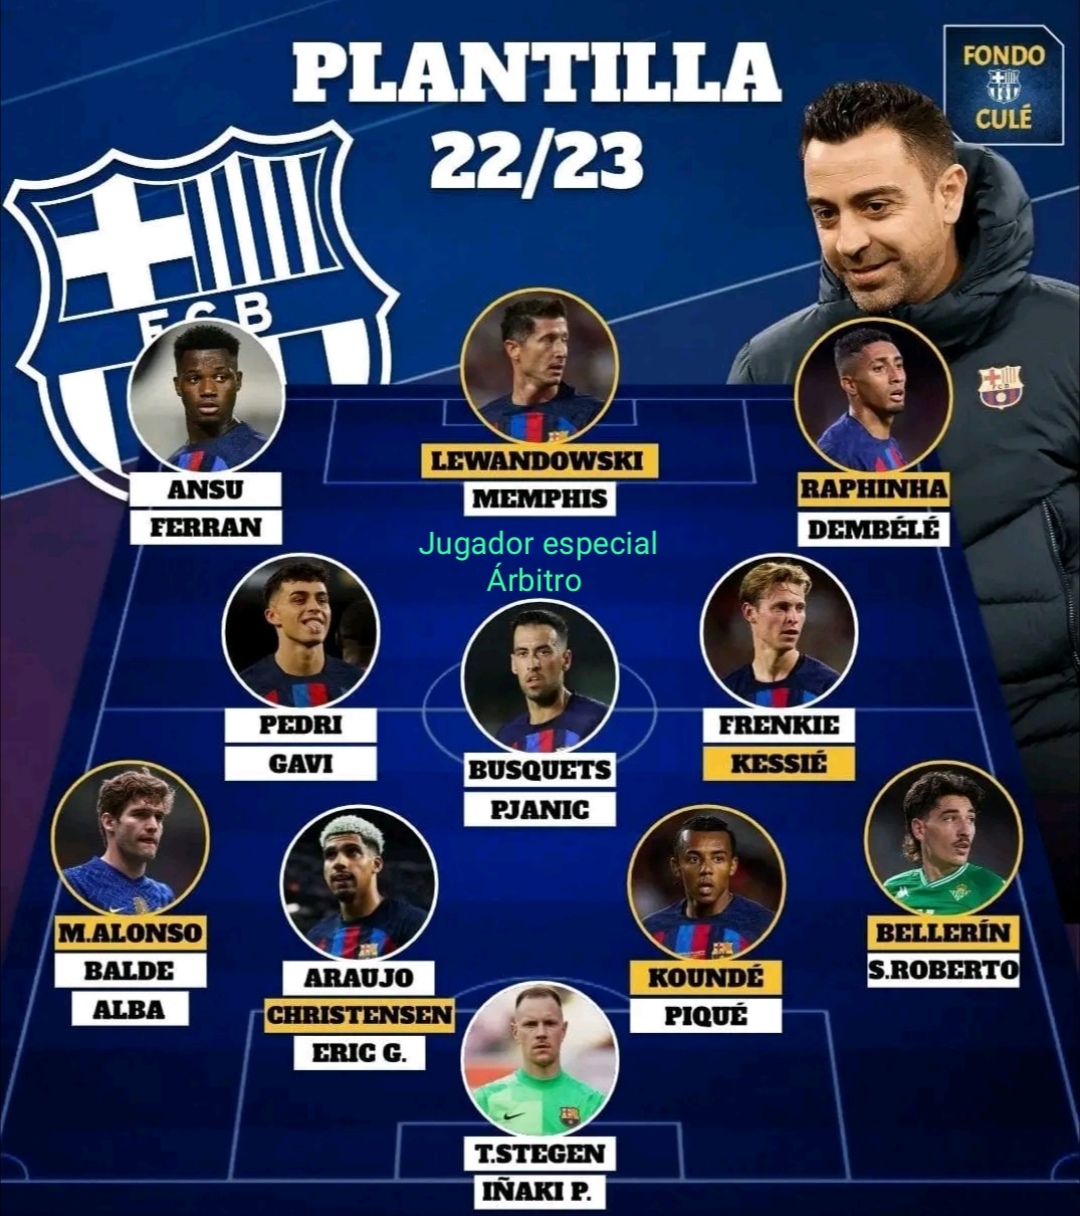 PLANTILLA
22/23
FONDO
CULÉ
F C B
ANSU
FERRAN
LEWANDOWSKI
MEMPHIS
RAPHINHA
DEMBÉLÉ
Jugador especial
Árbitro
PEDRI
GAVI
BUSQUETS
PJANIC
FRENKIE
KESSIÉ
M.ALONSO
BALDE
ALBA
ARAUJO
CHRISTENSEN
ERIC G.
KOUNDÉ
PIQUÉ
BELLERÍN
S.ROBERTO
T.STEGEN
IÑAKI P.